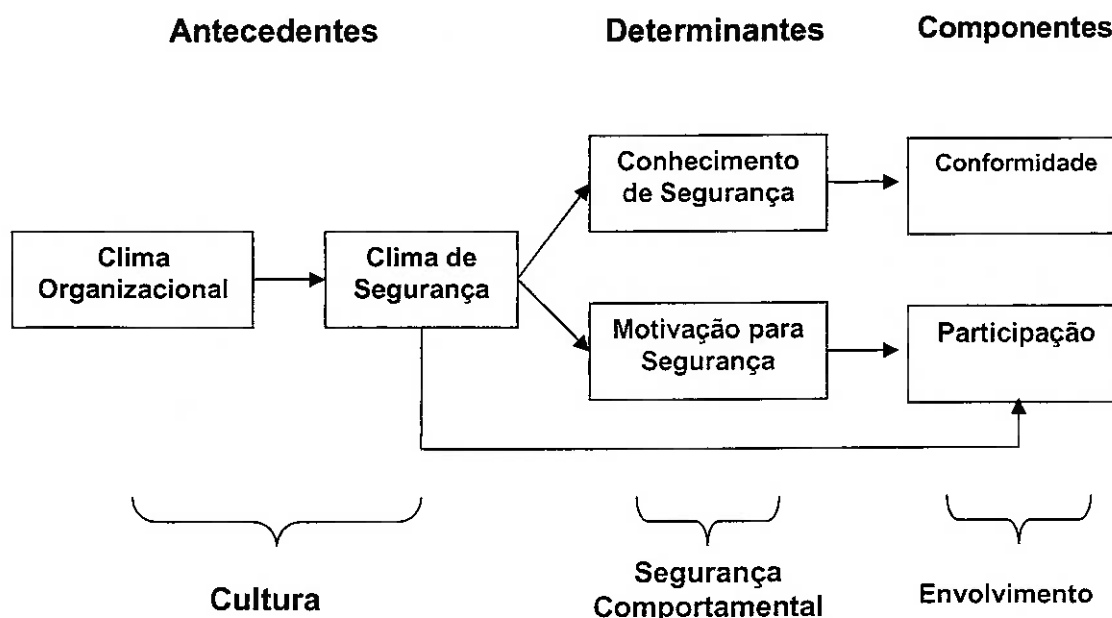 Antecedentes
Determinantes
Componentes
Conhecimento
de Segurança
Conformidade
Clima
Organizacional
Clima de
Segurança
Motivação para
Segurança
Participação
Cultura
Segurança
Comportamental
Envolvimento